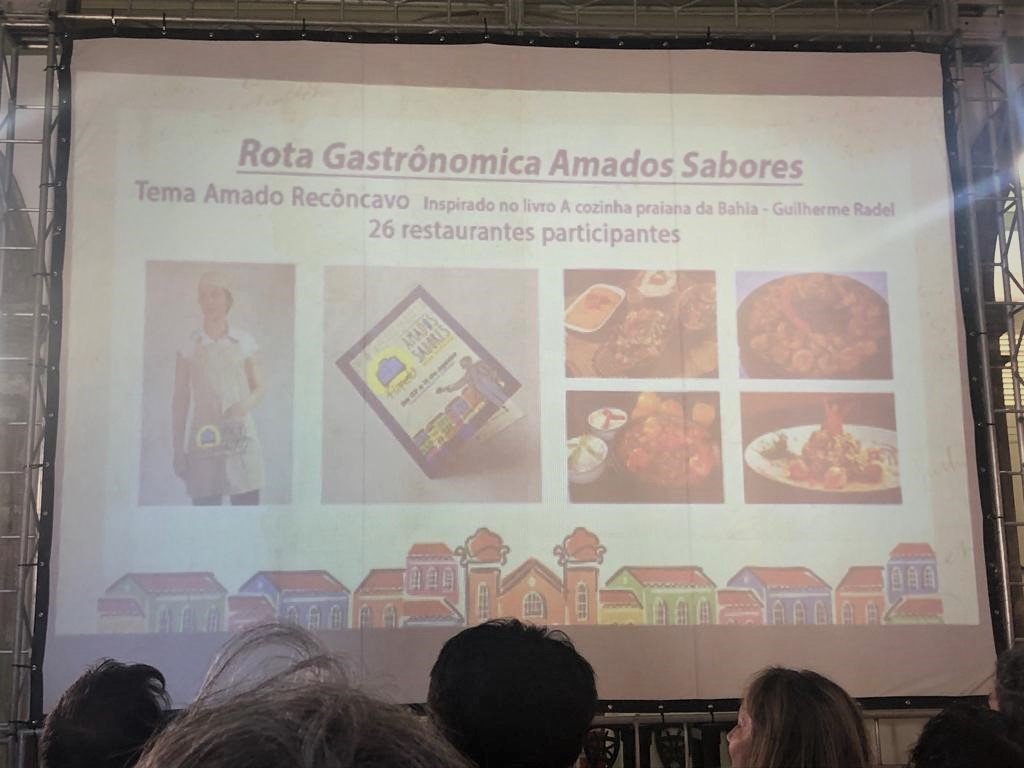 Rota Gastrônomica Amados Sabores
Tema Amado Recôncavo Inspirado no livro A cozinha praiana da Bahia - Guilherme Radel
26 restaurantes participantes
AMADOS
SABORES